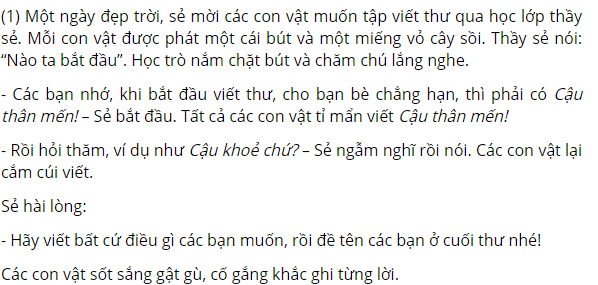 (1) Một ngày đẹp trời, sẻ mời các con vật muốn tập viết thư qua học lớp thầy
sẻ. Mỗi con vật được phát một cái bút và một miếng vỏ cây sồi. Thầy sẻ nói:
“Nào ta bắt đầu”. Học trò nắm chặt bút và chăm chú lắng nghe.
- Các bạn nhớ, khi bắt đầu viết thư, cho bạn bè chẳng hạn, thì phải có Cậu
thân mến! – Sẻ bắt đầu. Tất cả các con vật tỉ mẩn viết Cậu thân mến!
- Rồi hỏi thăm, ví dụ như Cậu khoẻ chứ? – Sẻ ngẫm nghĩ rồi nói. Các con vật lại
cắm cúi viết.
Sẻ hài lòng:
- Hãy viết bất cứ điều gì các bạn muốn, rồi đề tên các bạn ở cuối thư nhé!
Các con vật sốt sắng gật gù, cố gắng khắc ghi từng lời.